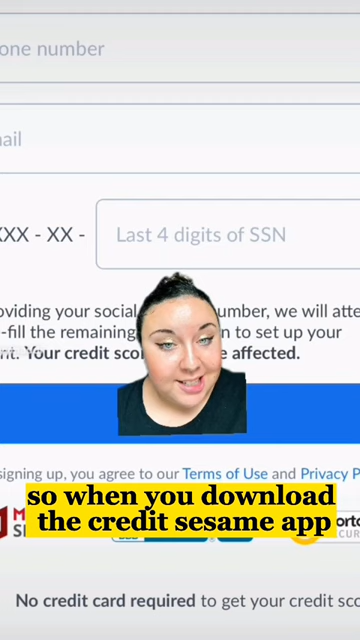 one number
ail
XXX - XX -
Last 4 digits of SSN
oviding your social umber, we will atte
-fill the remaining n to set up your
nt. Your credit sco e affected.
signing up, you agree to our Terms of Use and Privacy P
so when you download
the credit sesame app
No credit card required to get your credit sco